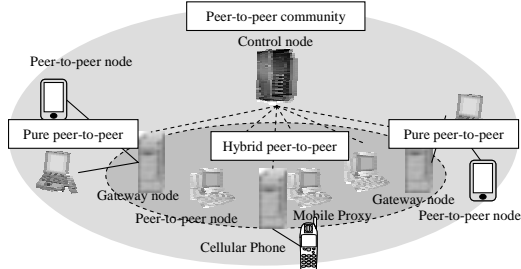 Peer-to-peer community
Control node
Peer-to-peer node
Pure peer-to-peer
Hybrid peer-to-peer
Pure peer-to-peer
Gateway node
Peer-to-peer node
Mobile Proxy
Gateway node
Peer-to-peer node
Cellular Phone